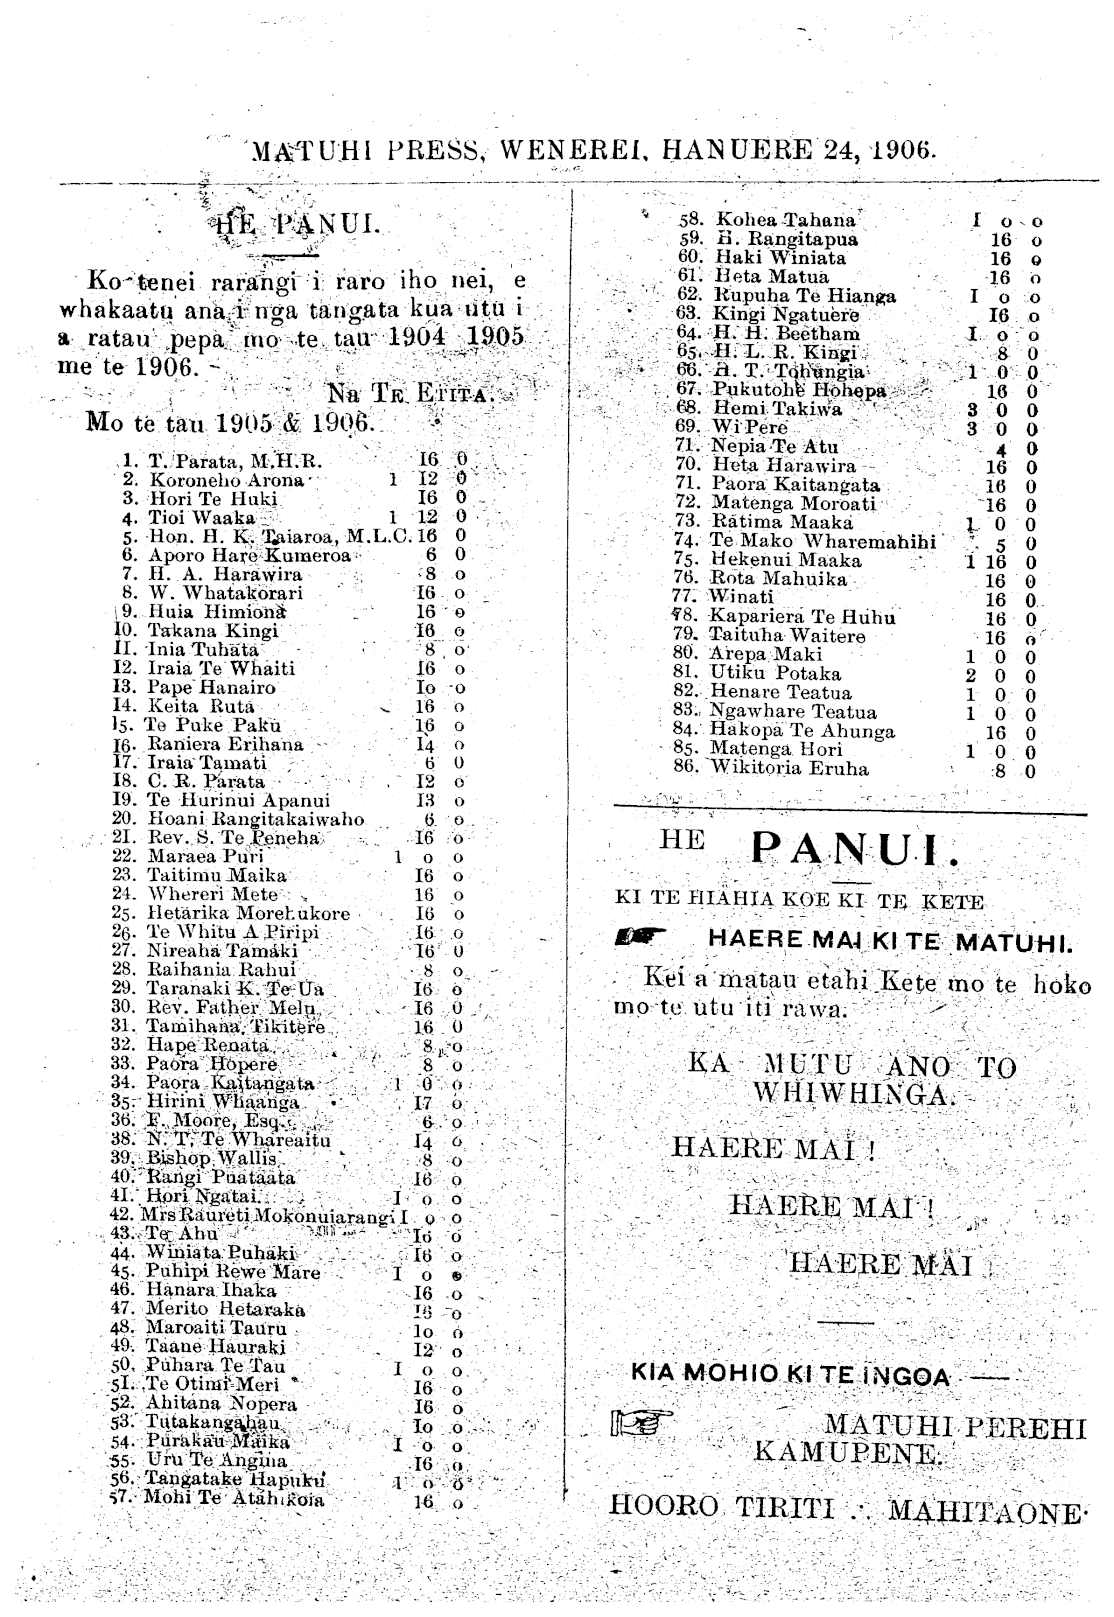 MATUHI PRESS, WENEREI, HANUERE 24, 1906.
HE PANUI.
Ko tenei rarangi i raro iho nei, e
whakaatu ana i nga tangata kua utu i
a ratau pepa mo te tau 1904 1905
me te 1906. -
Na TE ETITA.
Mo te tau 1905 & 1906.
1. T. Parata, M.H.R. 16 0
2. Koroneho Arona 1 12 0
3. Hori Te Huki 16 0
4. Tioi Waaka 1 12 0
5. Hon. H. K. Taiaroa, M.L.C. 16 0
6. Aporo Hare Kumeroa 6 0
7. H. A. Harawira 8 o
8. W. Whatakorari 16 o
9. Huia Himiona 16 o
10. Takana Kingi 16 o
11. Inia Tuhata 8 o
12. Iraia Te Whaiti 16 o
13. Pape Hanairo 1o o
14. Keita Ruta 16 o
15. Te Puke Paku 16 o
16. Raniera Erihana 14 o
17. Iraia Tamati 6 0
18. C. R. Parata 12 o
19. Te Hurinui Apanui 13 o
20. Hoani Rangitakaiwaho 6 o
21. Rev. S. Te Peneha 16 o
22. Maraea Puri 1 o o
23. Taitimu Maika 16 o
24. Whereri Mete 16 o
25. Hetarika Morehukore 16 o
26. Te Whitu A Piripi 16 o
27. Nireaha Tamaki 16 0
28. Raihania Rahui 8 o
29. Taranaki K. Te Ua 16 o
30. Rev. Father Melu 16 0
31. Tamihana Tikitere 16 0
32. Hape Renata 8 o
33. Paora Hopere 8 o
34. Paora Kaitangata 1 0 o
35. Hirini Whaanga 17 o
36. E. Moore, Esq. 6 o
38. N. T. Te Whareaitu 14 o
39. Bishop Wallis 8 o
40. Rangi Puataata 16 o
41. Hori Ngatai 1 o o
42. Mrs Raureti Mokonuiarangi 1 o o
43. Te Ahu 16 o
44. Winiata Puhaki 16 o
45. Puhipi Rewe Mare 1 o o
46. Hanara Ihaka 16 o
47. Merito Hetaraka 16 o
48. Maroaiti Tauru 1o o
49. Taane Hauraki 12 o
50. Puhara Te Tau 1 o o
51. Te Otimi Meri 16 o
52. Ahitana Nopera 16 o
53. Tutakangahau 1o o
54. Purakau Maika 1 o o
55. Uru Te Angina 16 o
56. Tangatake Hapuku 1 o o
57. Mohi Te Atahikoia 16 o
58. Kohea Tahana 1 o o
59. H. Rangitapua 16 o
60. Haki Winiata 16 o
61. Heta Matua 16 o
62. Rupuha Te Hianga 1 o o
63. Kingi Ngatuere 16 o
64. H. H. Beetham 1 o o
65. H. L. R. Kingi 8 0
66. H. T. Tohungia 1 0 0
67. Pukutohe Hohepa 16 0
68. Hemi Takiwa 3 0 0
69. Wi Pere 3 0 0
71. Nepia Te Atu 4 0
70. Heta Harawira 16 0
71. Paora Kaitangata 16 0
72. Matenga Moroati 16 0
73. Ratima Maaka 1 0 0
74. Te Mako Wharemahihi 5 0
75. Hekenui Maaka 1 16 0
76. Rota Mahuika 16 0
77. Winati 16 0
78. Kapariera Te Huhu 16 0
79. Taituha Waitere 16 o
80. Arepa Maki 1 0 0
81. Utiku Potaka 2 0 0
82. Henare Teatua 1 0 0
83. Ngawhare Teatua 1 0 0
84. Hakopa Te Ahunga 16 0
85. Matenga Hori 1 0 0
86. Wikitoria Eruha 8 0
HE PANUI.
KI TE HIAHIA KOE KI TE KETE
HAERE MAI KI TE MATUHI.
Kei a matau etahi Kete mo te hoko
mo te utu iti rawa.
KA MUTU ANO TO
WHIWHINGA.
HAERE MAI !
HAERE MAI !
HAERE MAI
KIA MOHIO KI TE INGOA —
MATUHI PEREHI
KAMUPENE.
HOORO TIRITI ∴ MAHITAONE